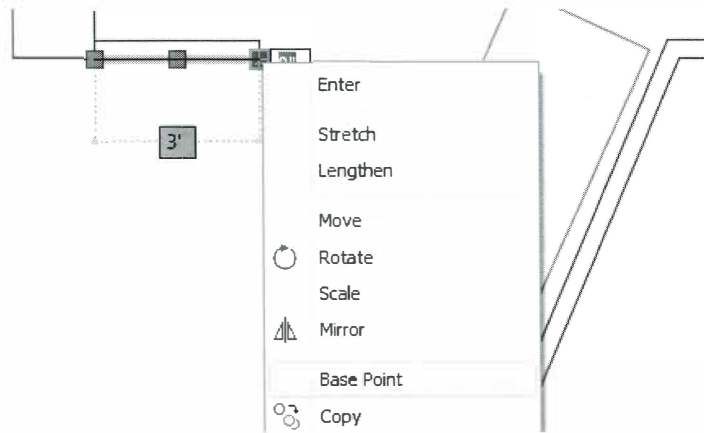 3'
Enter
Stretch
Lengthen
Move
Rotate
Scale
Mirror
Base Point
Copy